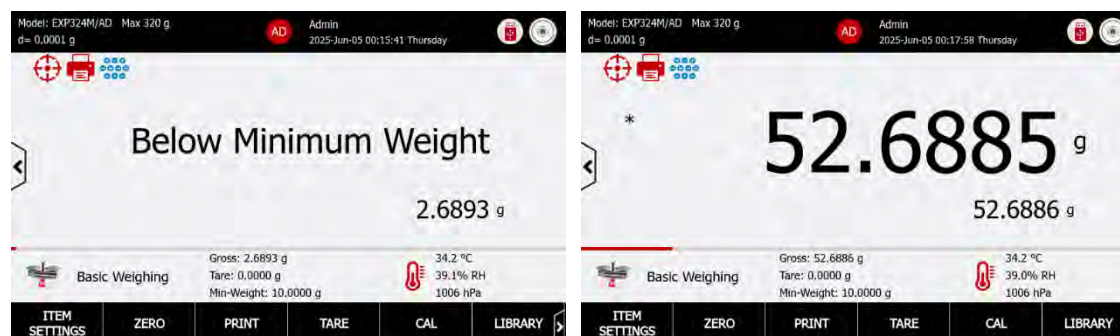 Model: EXP324M/AD Max 320 g
d= 0.0001 g
AD
Admin
2025-Jun-05 00:15:41 Thursday
Below Minimum Weight
2.6893 g
Basic Weighing
Gross: 2.6893 g
Tare: 0.0000 g
Min-Weight: 10.0000 g
34.2 °C
39.1% RH
1006 hPa
ITEM SETTINGS
ZERO
PRINT
TARE
CAL
LIBRARY
Model: EXP324M/AD Max 320 g
d= 0.0001 g
AD
Admin
2025-Jun-05 00:17:58 Thursday
*
52.6885 g
52.6886 g
Basic Weighing
Gross: 52.6886 g
Tare: 0.0000 g
Min-Weight: 10.0000 g
34.2 °C
39.0% RH
1006 hPa
ITEM SETTINGS
ZERO
PRINT
TARE
CAL
LIBRARY